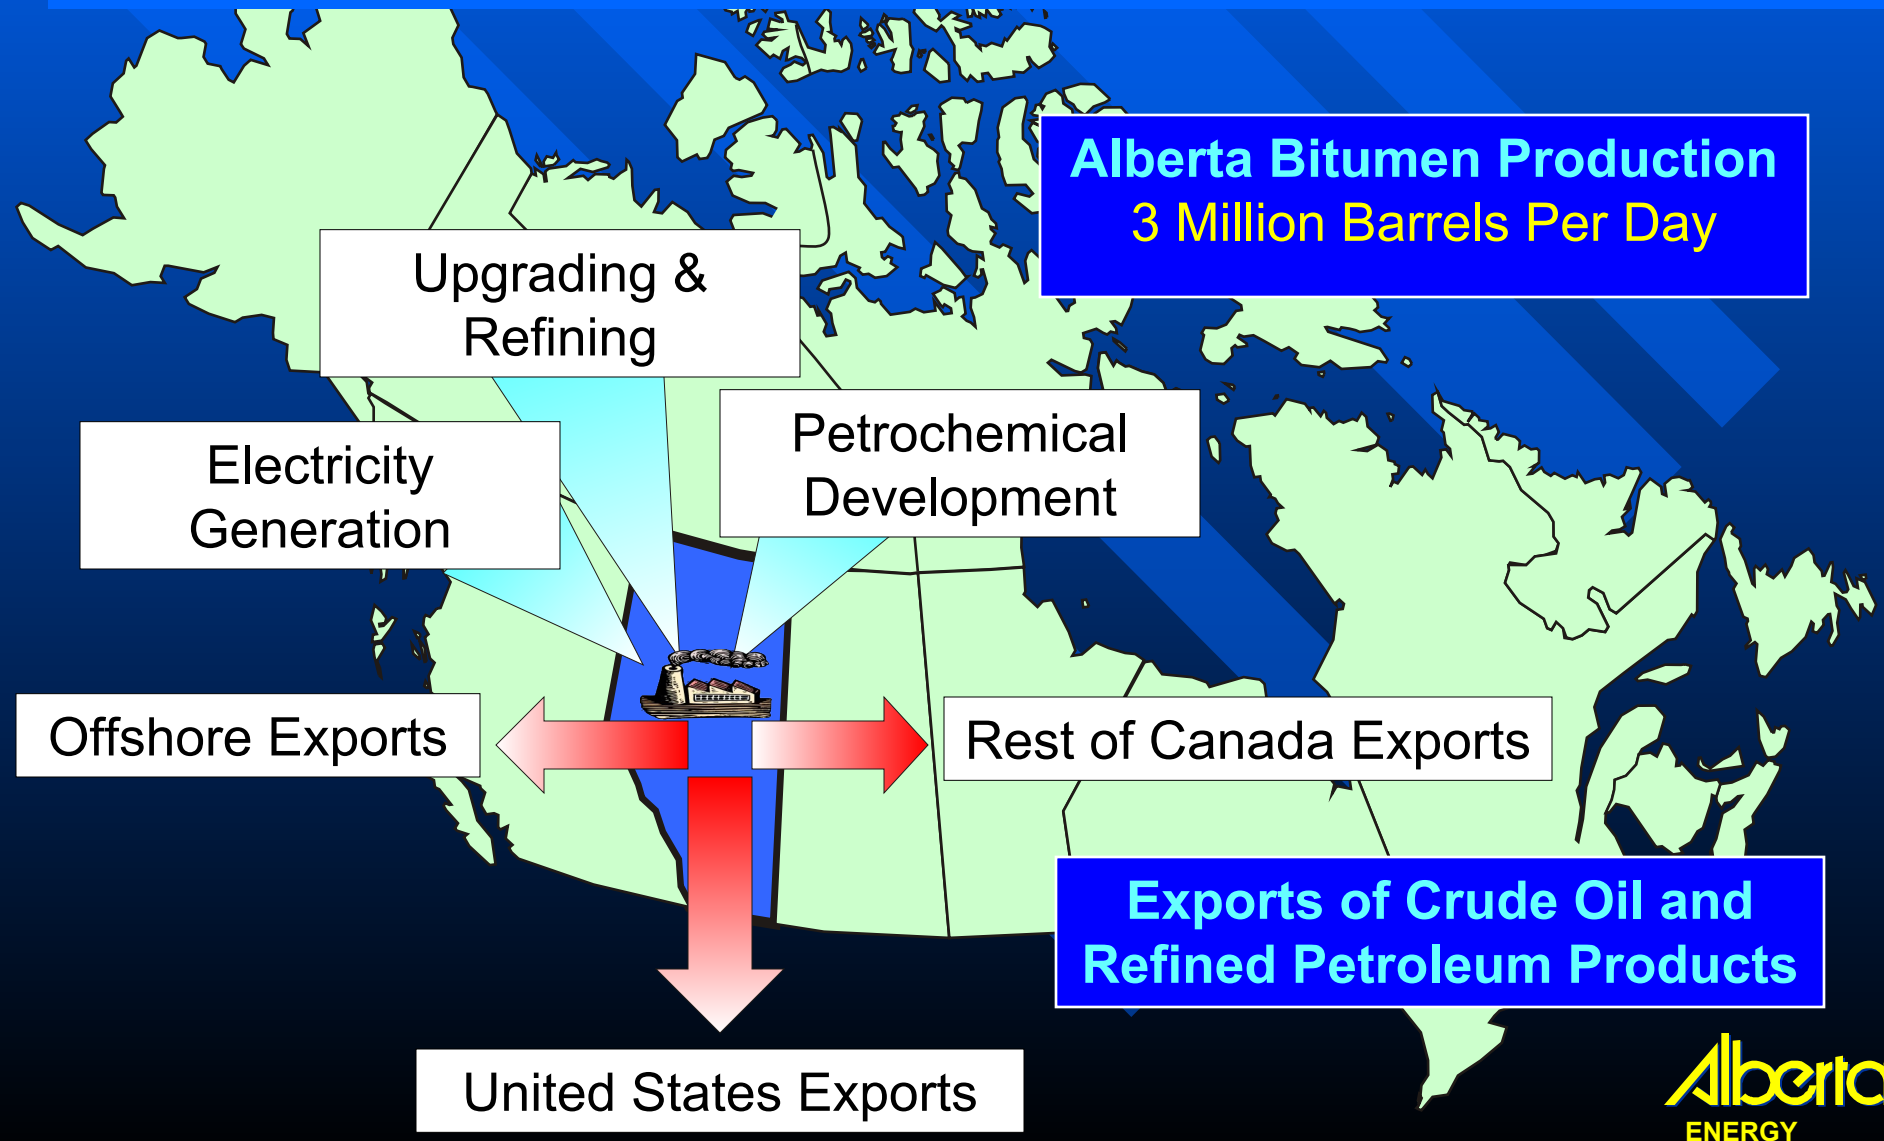 Alberta Bitumen Production
3 Million Barrels Per Day
Upgrading &
Refining
Petrochemical
Development
Electricity
Generation
Offshore Exports
Rest of Canada Exports
Exports of Crude Oil and
Refined Petroleum Products
United States Exports
Alberta
ENERGY